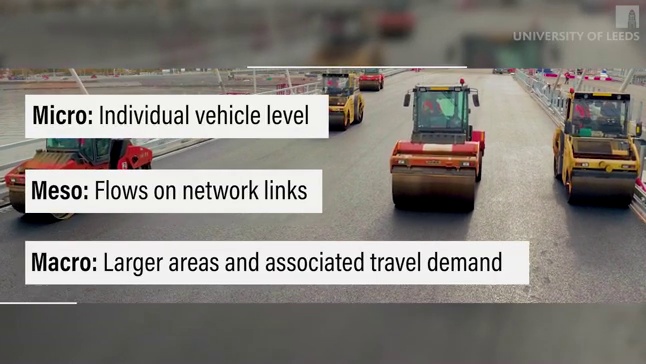 UNIVERSITY OF LEEDS
Micro: Individual vehicle level
Meso: Flows on network links
Macro: Larger areas and associated travel demand